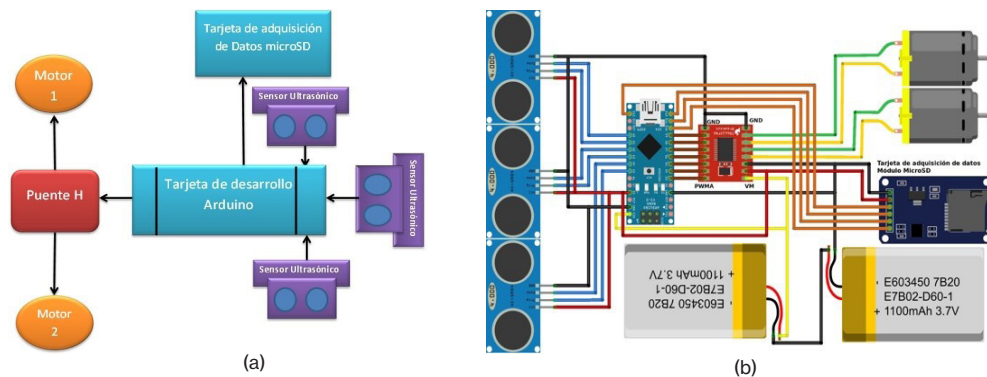 Tarjeta de adquisición
de Datos microSD
Motor
1
Sensor Ultrasónico
Puente H
Tarjeta de desarrollo
Arduino
Sensor Ultrasónico
Sensor Ultrasónico
Motor
2
(a)
GND
GND
PWMA
VM
Tarjeta de adquisición de datos
Módulo MicroSD
- E603450 7B20
E7B02-D60-1
+ 1100mAh 3.7V
- E603450 7B20
E7B02-D60-1
+ 1100mAh 3.7V
(b)